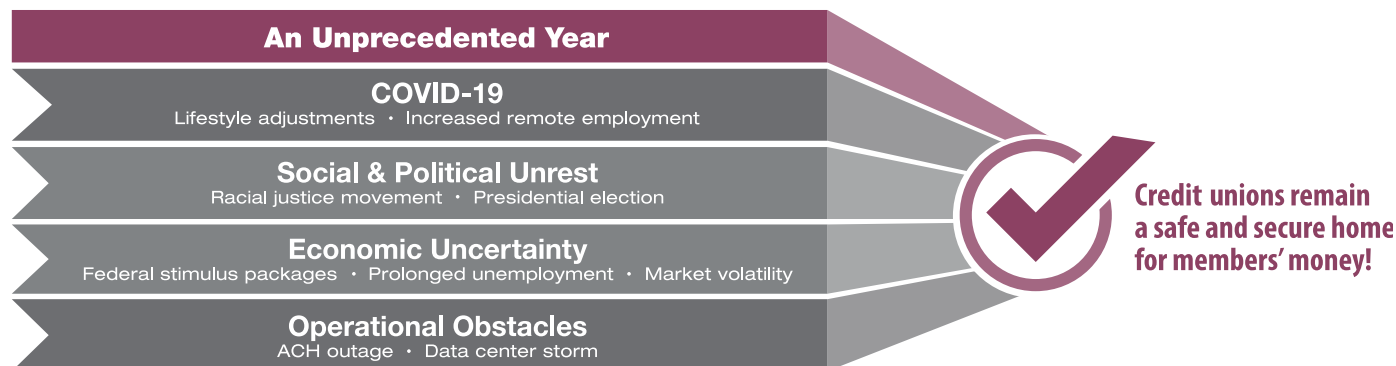 An Unprecedented Year
COVID-19
Lifestyle adjustments • Increased remote employment
Social & Political Unrest
Racial justice movement • Presidential election
Economic Uncertainty
Federal stimulus packages • Prolonged unemployment • Market volatility
Operational Obstacles
ACH outage • Data center storm
Credit unions remain
a safe and secure home
for members’ money!